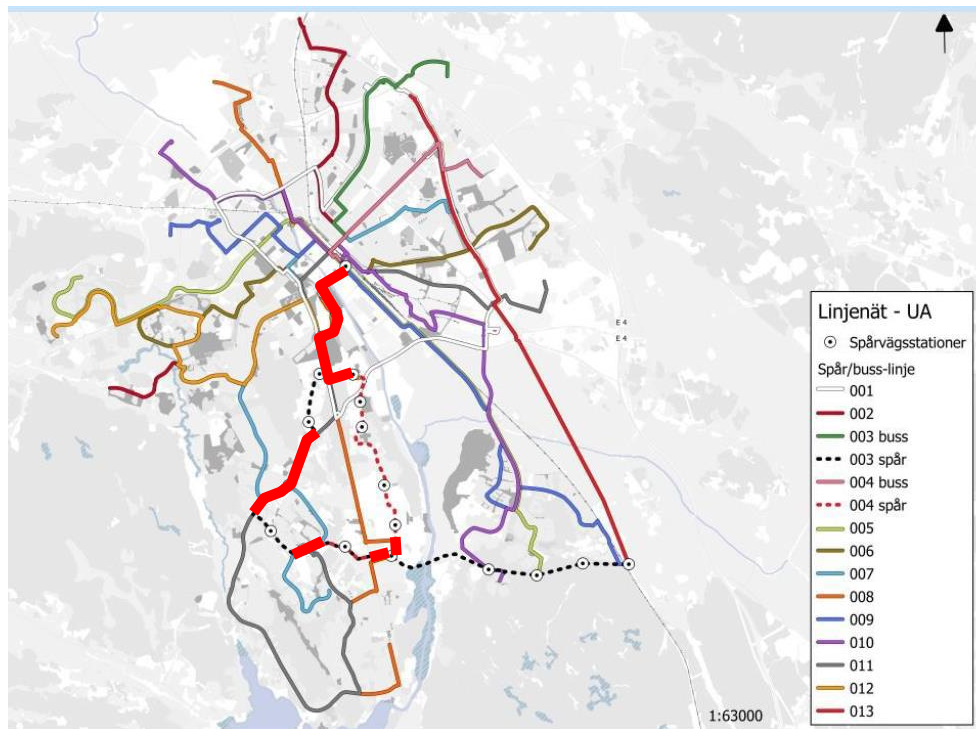 E 4
E 4
1:63000
Linjenät - UA
Spårvägsstationer
Spår/buss-linje
001
002
003 buss
003 spår
004 buss
004 spår
005
006
007
008
009
010
011
012
013